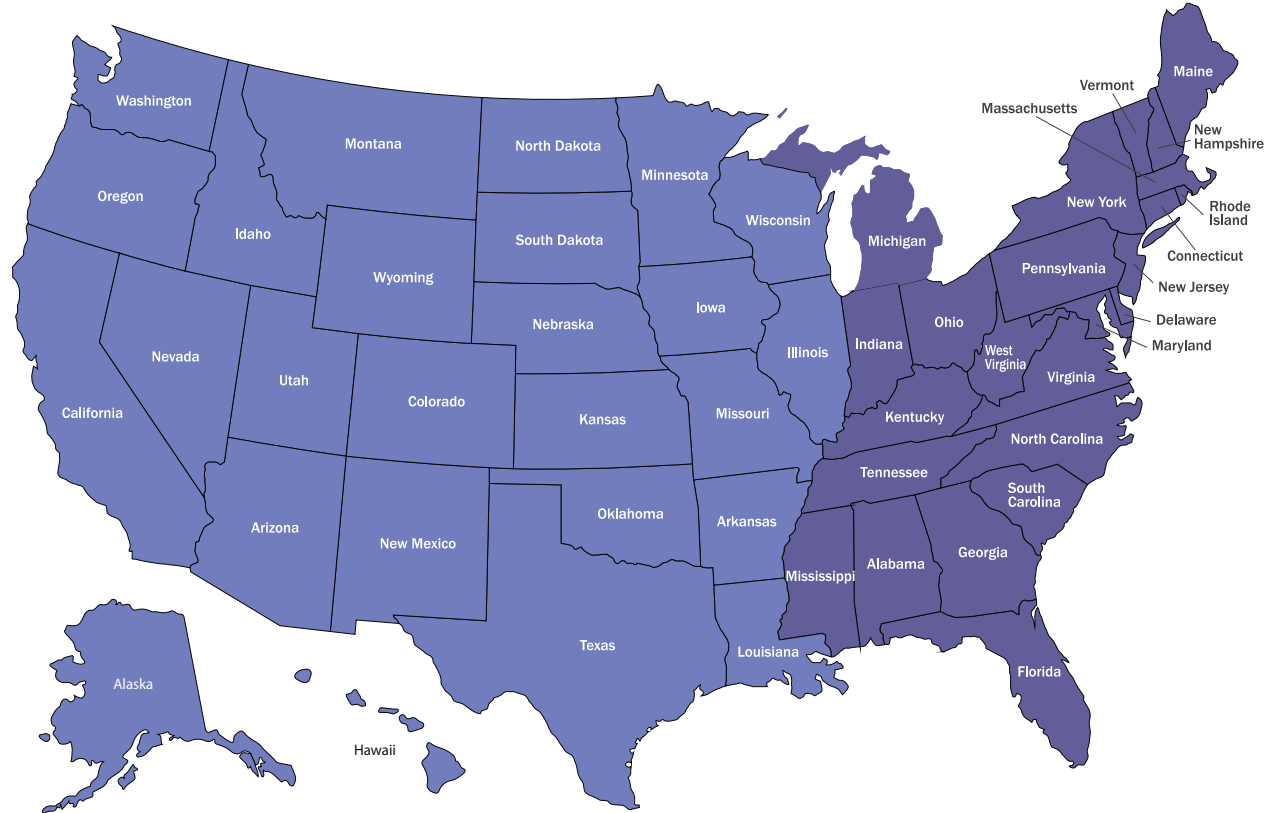 Maine
Washington
Vermont
Massachusetts
New
Hampshire
Montana
North Dakota
Minnesota
Oregon
New York
Rhode
Island
Wisconsin
Idaho
South Dakota
Michigan
Connecticut
Pennsylvania
Wyoming
New Jersey
Iowa
Nebraska
Ohio
Delaware
Indiana
Maryland
Nevada
Illinois
West
Virginia
Utah
Virginia
Colorado
California
Missouri
Kansas
Kentucky
North Carolina
Tennessee
South
Carolina
Oklahoma
Arkansas
Arizona
New Mexico
Georgia
Alabama
Mississippi
Texas
Louisiana
Florida
Alaska
Hawaii